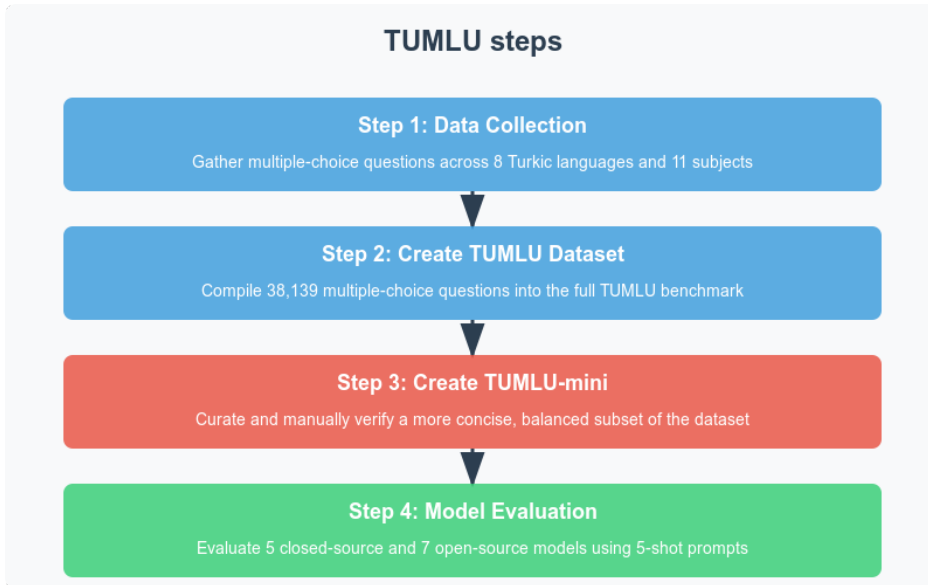 TUMLU steps
Step 1: Data Collection
Gather multiple-choice questions across 8 Turkic languages and 11 subjects
Step 2: Create TUMLU Dataset
Compile 38,139 multiple-choice questions into the full TUMLU benchmark
Step 3: Create TUMLU-mini
Curate and manually verify a more concise, balanced subset of the dataset
Step 4: Model Evaluation
Evaluate 5 closed-source and 7 open-source models using 5-shot prompts